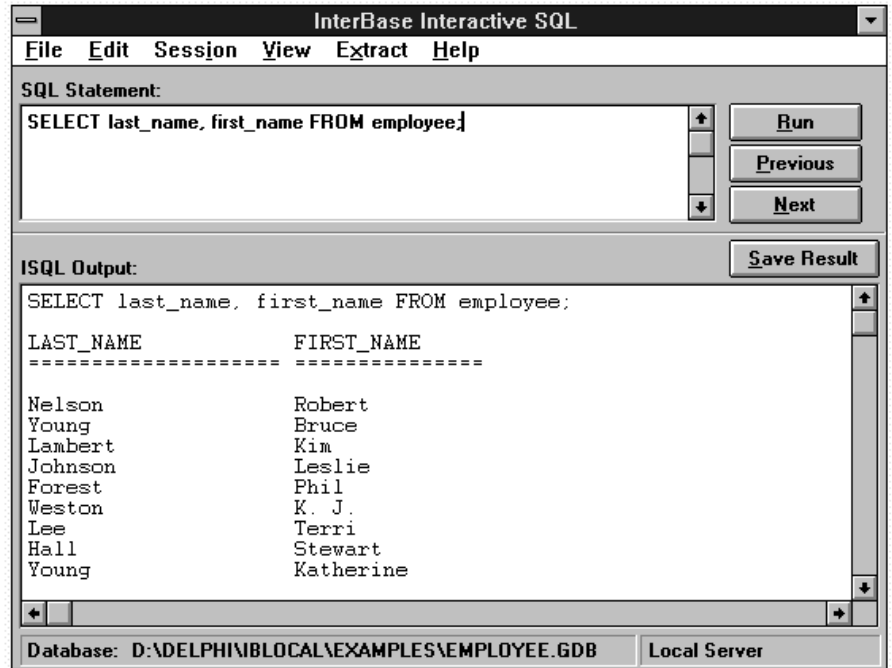 InterBase Interactive SQL
File Edit Session View Extract Help
SQL Statement:
SELECT last_name, first_name FROM employee;
Run
Previous
Next
Save Result
ISQL Output:
SELECT last_name, first_name FROM employee;
LAST_NAME FIRST_NAME
==================== ===============
Nelson Robert
Young Bruce
Lambert Kim
Johnson Leslie
Forest Phil
Weston K. J.
Lee Terri
Hall Stewart
Young Katherine
Database: D:\DELPHI\IBLOCAL\EXAMPLES\EMPLOYEE.GDB Local Server